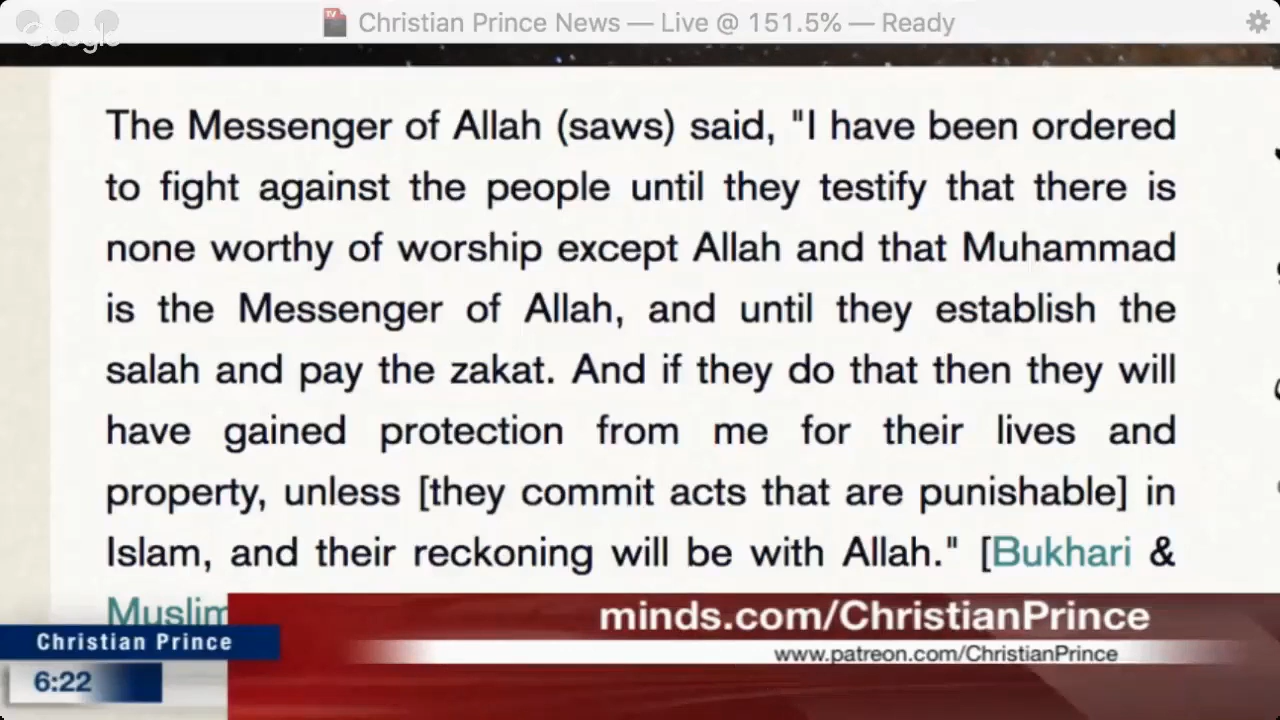 Christian Prince News — Live @ 151.5% — Ready
Google
The Messenger of Allah (saws) said, "I have been ordered
to fight against the people until they testify that there is
none worthy of worship except Allah and that Muhammad
is the Messenger of Allah, and until they establish the
salah and pay the zakat. And if they do that then they will
have gained protection from me for their lives and
property, unless [they commit acts that are punishable] in
Islam, and their reckoning will be with Allah." [Bukhari &
Muslim
minds.com/ChristianPrince
Christian Prince
www.patreon.com/ChristianPrince
6:22